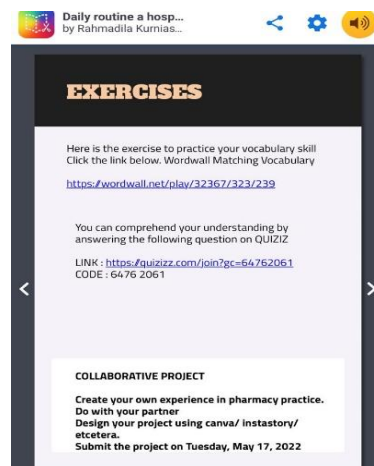 Daily routine a hosp...
by Rahmadila Kurnias...
EXERCISES
Here is the exercise to practice your vocabulary skill
Click the link below. Wordwall Matching Vocabulary
https://wordwall.net/play/32367/323/239
You can comprehend your understanding by
answering the following question on QUIZIZ
LINK : https://quizizz.com/join?gc=64762061
CODE : 6476 2061
COLLABORATIVE PROJECT
Create your own experience in pharmacy practice.
Do with your partner
Design your project using canva/ instastory/
etcetera.
Submit the project on Tuesday, May 17, 2022